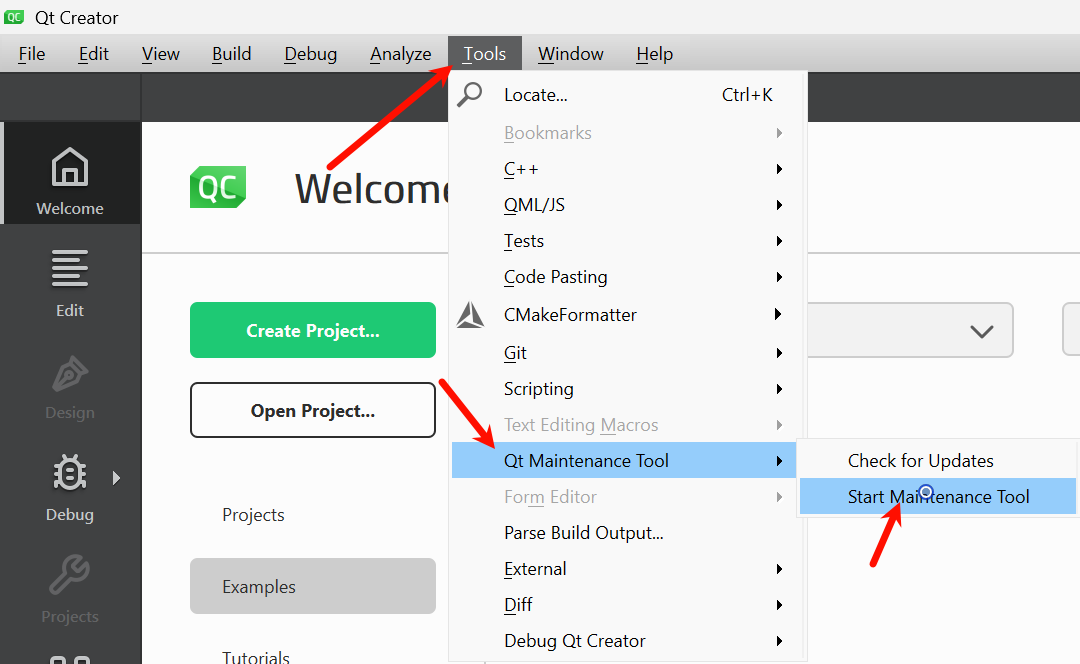 QC Qt Creator
File Edit View Build Debug Analyze Tools Window Help
Locate... Ctrl+K
Bookmarks
C++
QML/JS
Tests
Code Pasting
CMakeFormatter
Git
Scripting
Text Editing Macros
Qt Maintenance Tool
Form Editor
Parse Build Output...
External
Diff
Debug Qt Creator
Check for Updates
Start Maintenance Tool
Welcome
Edit
Design
Debug
Projects
QC Welcome
Create Project...
Open Project...
Projects
Examples
Tutorials